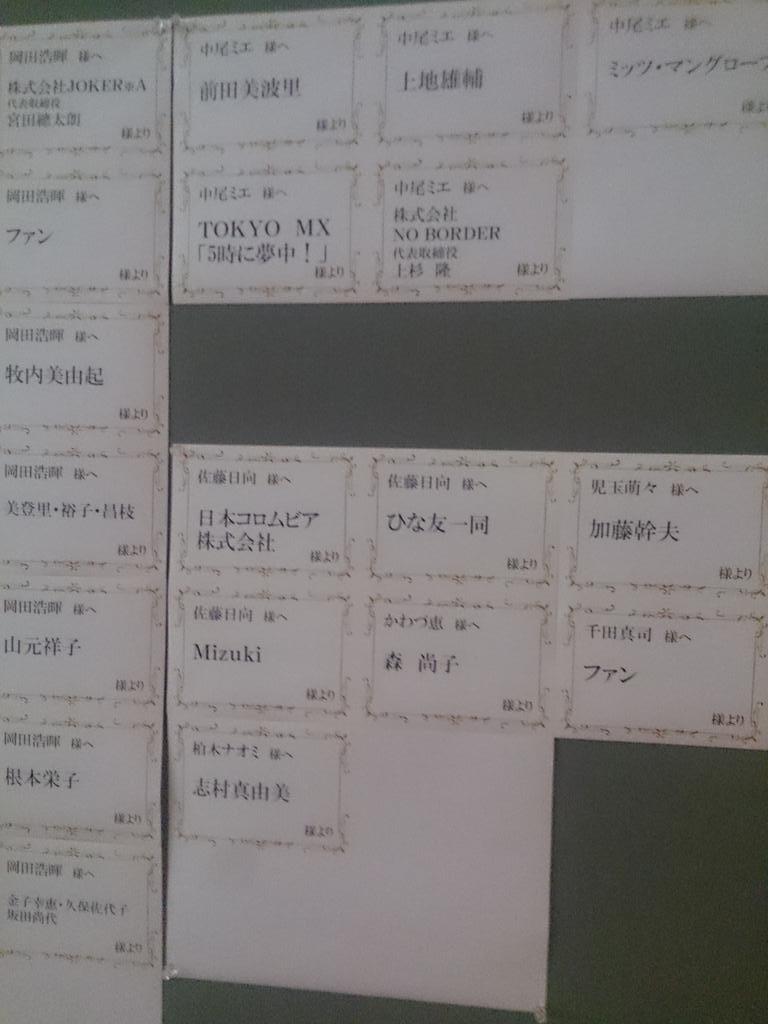 岡田浩暉 様へ
株式会社JOKER※A
代表取締役
宮田總太朗
様より
岡田浩暉 様へ
ファン
様より
岡田浩暉 様へ
牧内美由起
様より
岡田浩暉 様へ
美登里・裕子・昌枝
様より
岡田浩暉 様へ
山元祥子
様より
岡田浩暉 様へ
根本栄子
様より
岡田浩暉 様へ
金子幸恵・久保佐代子
坂田尚代
様より
中尾ミエ 様へ
前田美波里
様より
中尾ミエ 様へ
上地雄輔
様より
中尾ミエ 様へ
ミッツ・マングローブ
様よ
中尾ミエ 様へ
TOKYO MX
「5時に夢中!」
様より
中尾ミエ 様へ
株式会社
NO BORDER
代表取締役
上杉 隆
様より
佐藤日向 様へ
日本コロムビア
株式会社
様より
佐藤日向 様へ
ひな友一同
様より
児玉萌々 様へ
加藤幹夫
様より
佐藤日向 様へ
Mizuki
様より
かわづ恵 様へ
森 尚子
様より
千田真司 様へ
ファン
様より
柏木ナオミ 様へ
志村真由美
様より